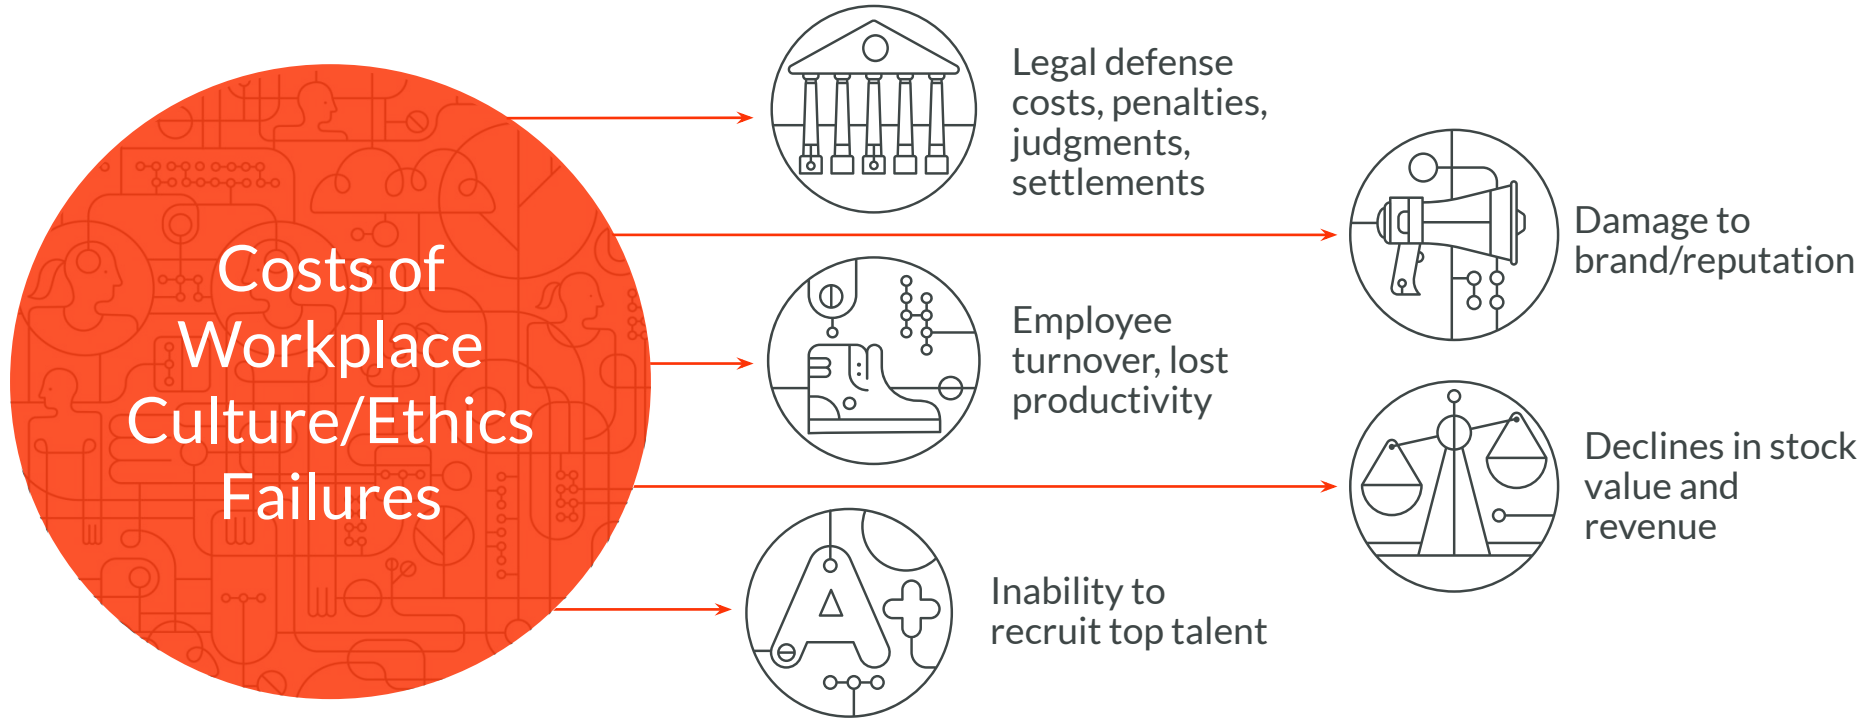 Costs of
Workplace
Culture/Ethics
Failures
Legal defense
costs, penalties,
judgments,
settlements
Damage to
brand/reputation
Employee
turnover, lost
productivity
Declines in stock
value and
revenue
A+
Inability to
recruit top talent